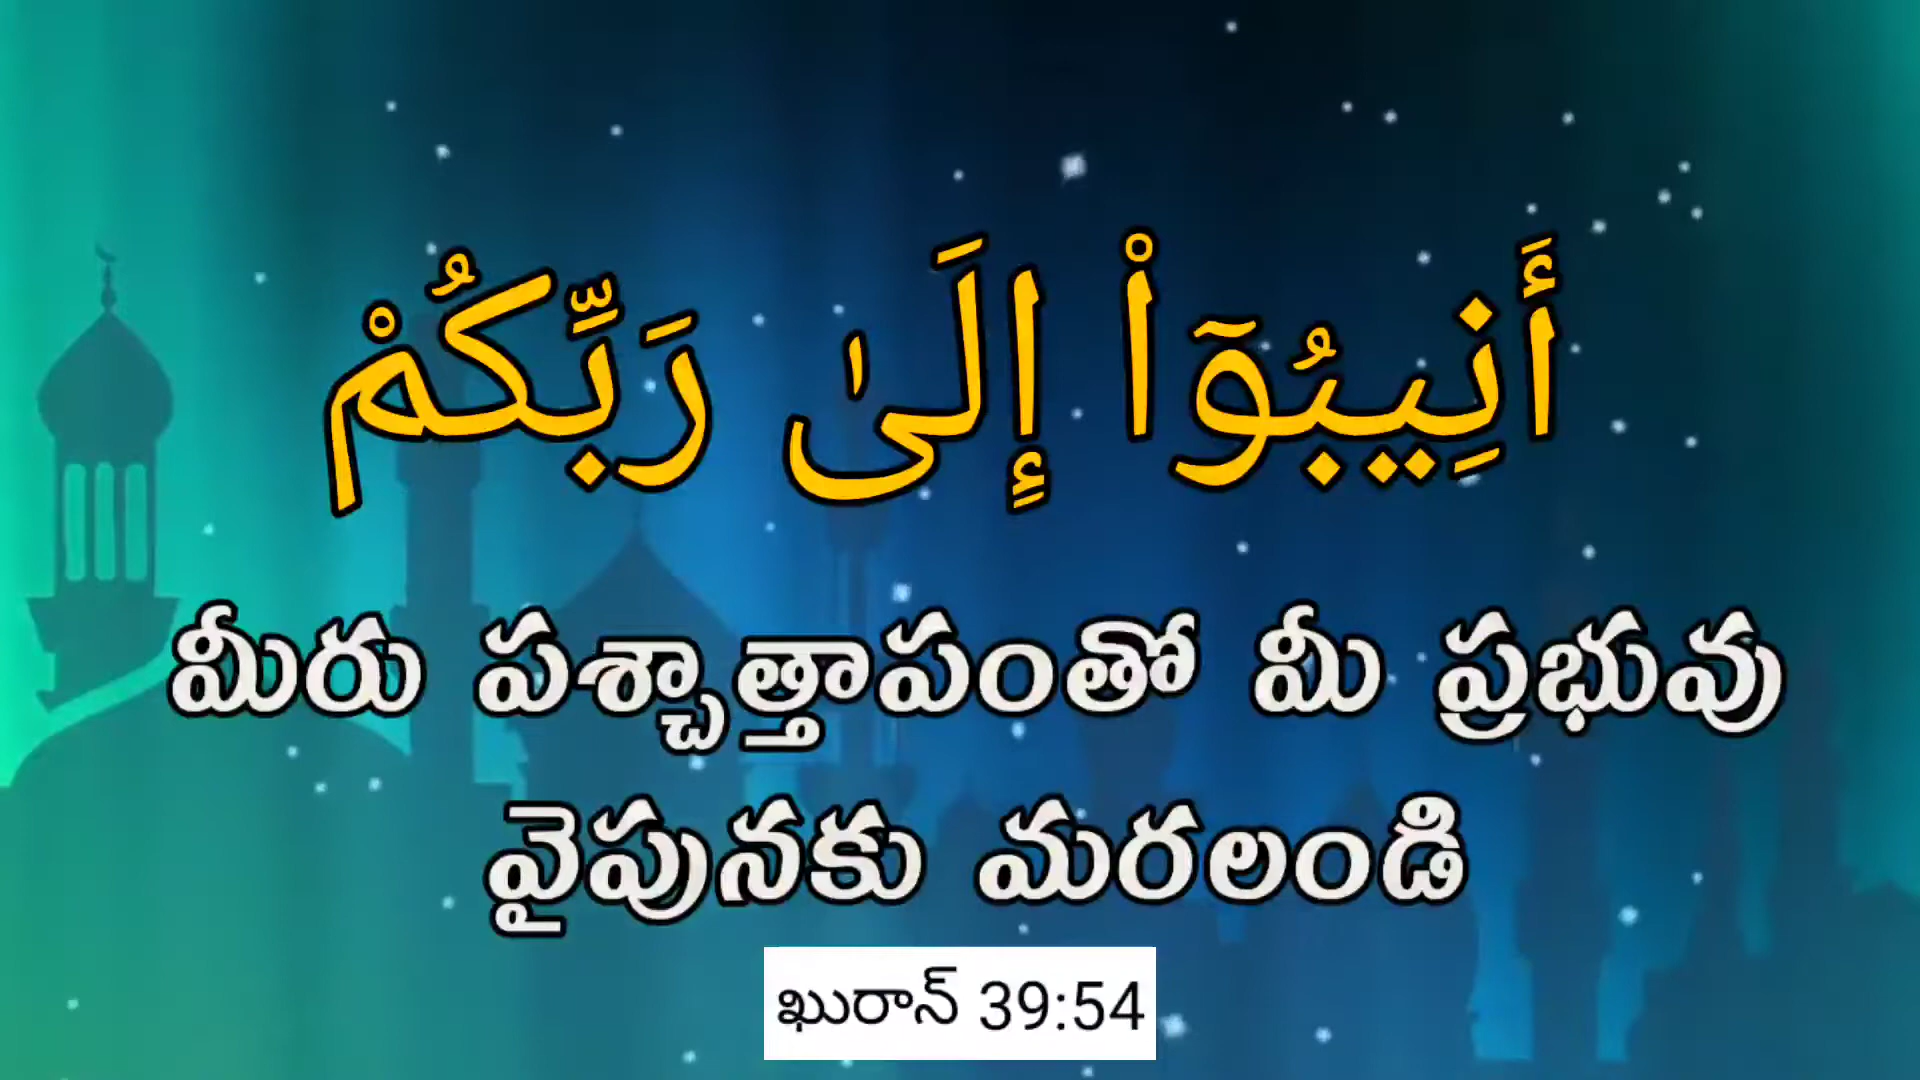 أَنِيبُوٓا۟ إِلَىٰ رَبِّكُمْ
మీరు పశ్చాత్తాపంతో మీ ప్రభువు
వైపునకు మరలండి
ఖురాన్ 39:54